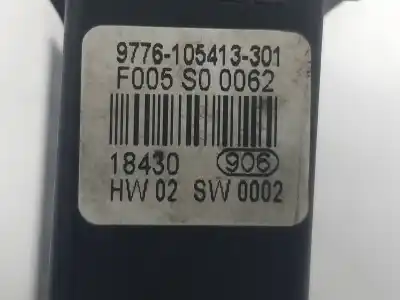 9776-105413-301
F005 S0 0062
18430 906
HW 02 SW 0002